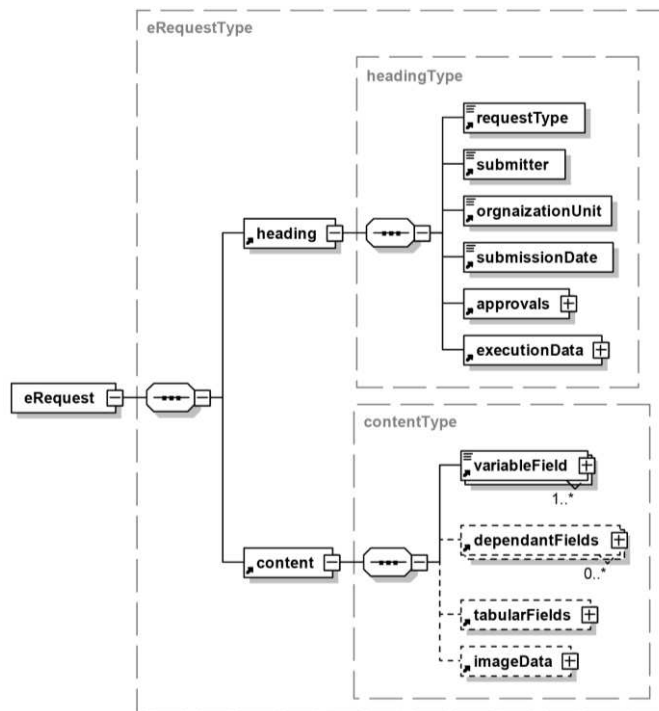 eRequestType
headingType
requestType
submitter
orgnaizationUnit
heading
submissionDate
approvals
executionData
eRequest
contentType
variableField
1..*
dependantFields
0..*
content
tabularFields
imageData